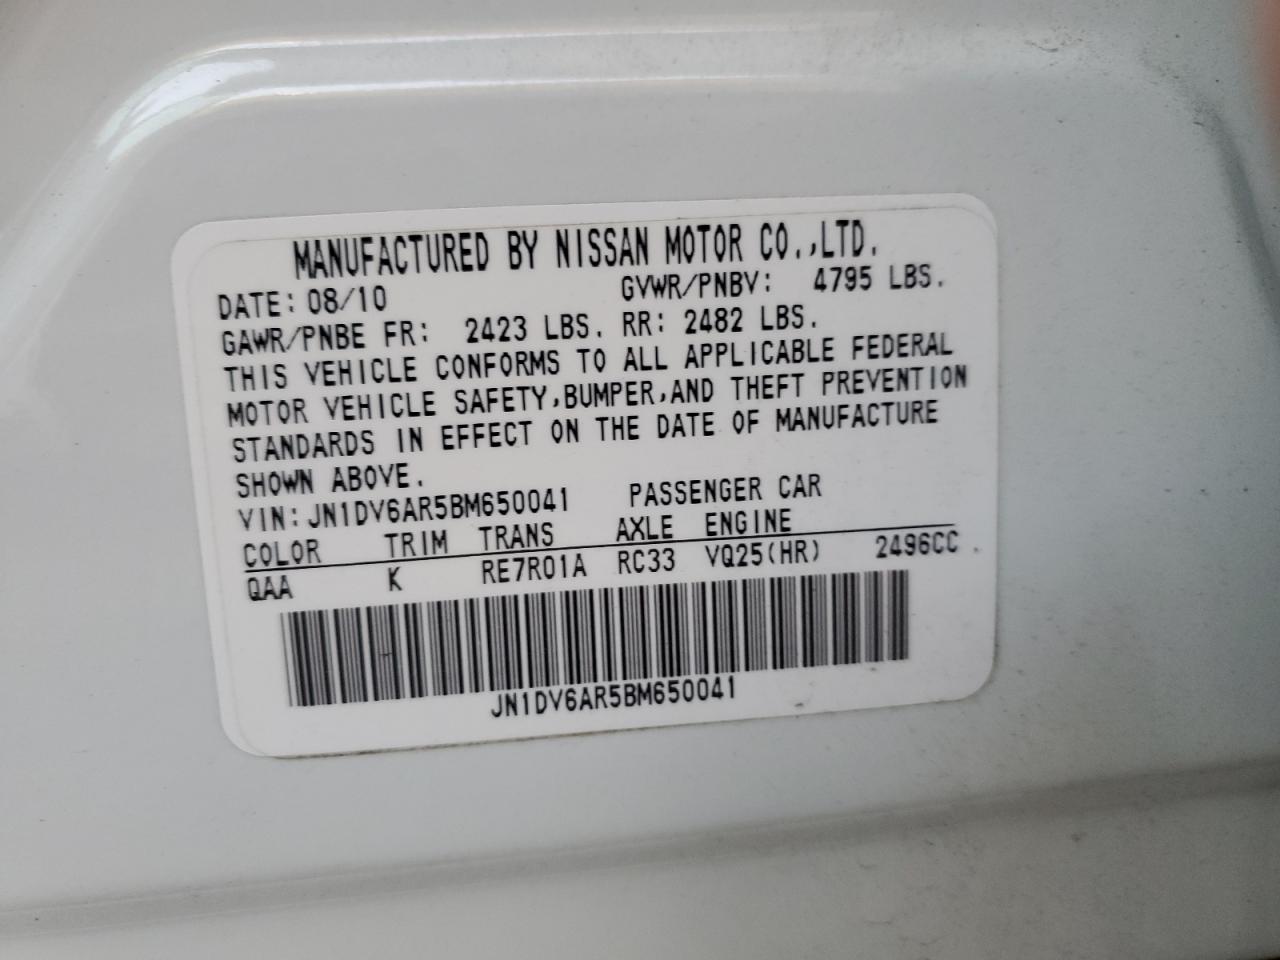 MANUFACTURED BY NISSAN MOTOR CO.,LTD.
DATE: 08/10 GVWR/PNBV: 4795 LBS.
GAWR/PNBE FR: 2423 LBS. RR: 2482 LBS.
THIS VEHICLE CONFORMS TO ALL APPLICABLE FEDERAL
MOTOR VEHICLE SAFETY,BUMPER,AND THEFT PREVENTION
STANDARDS IN EFFECT ON THE DATE OF MANUFACTURE
SHOWN ABOVE.
VIN: JN1DV6AR5BM650041 PASSENGER CAR
COLOR TRIM TRANS AXLE ENGINE
QAA K RE7R01A RC33 VQ25(HR) 2496CC .
JN1DV6AR5BM650041